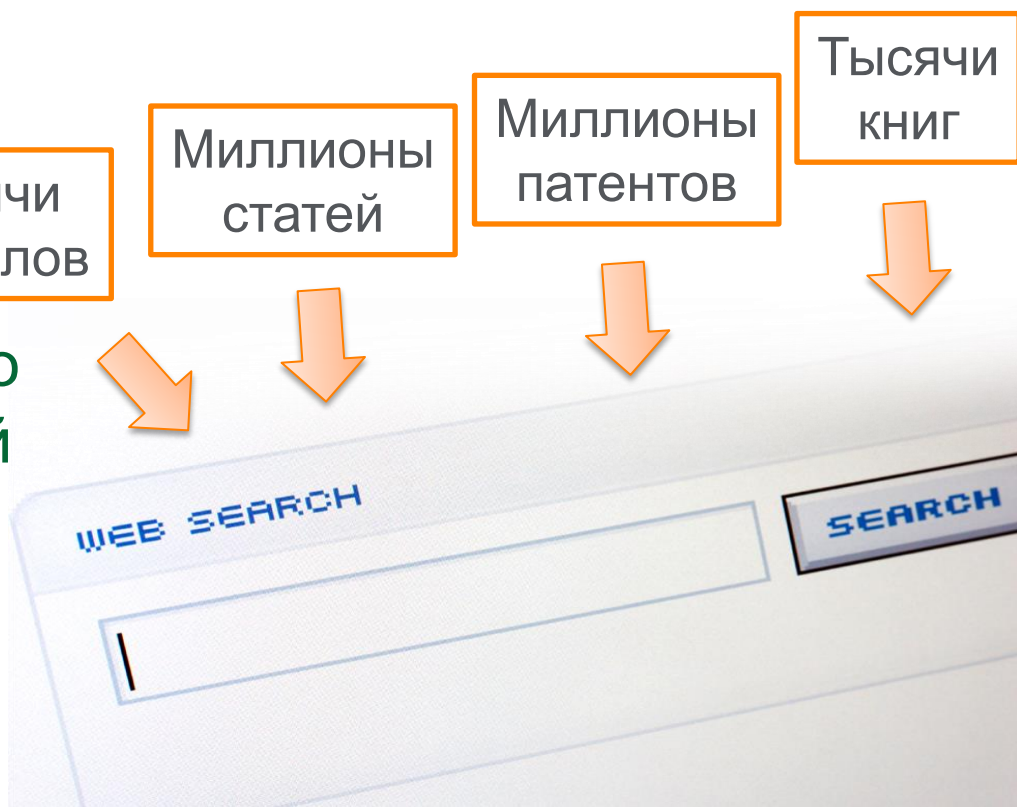 Тысячи
книг
Миллионы
патентов
Миллионы
статей
WEB SEARCH
SEARCH